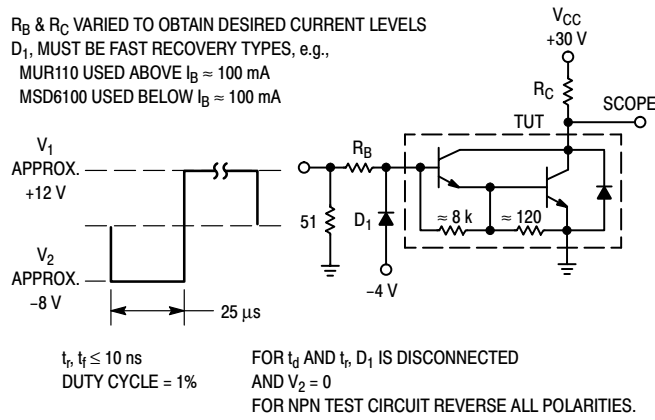 R_B & R_C VARIED TO OBTAIN DESIRED CURRENT LEVELS
D_1, MUST BE FAST RECOVERY TYPES, e.g.,
MUR110 USED ABOVE I_B ≈ 100 mA
MSD6100 USED BELOW I_B ≈ 100 mA
V_CC
+30 V
R_C
SCOPE
TUT
V_1
APPROX.
+12 V
R_B
51
D_1
≈ 8 k
≈ 120
V_2
APPROX.
−8 V
−4 V
25 μs
t_r, t_f ≤ 10 ns
DUTY CYCLE = 1%
FOR t_d AND t_r, D_1 IS DISCONNECTED
AND V_2 = 0
FOR NPN TEST CIRCUIT REVERSE ALL POLARITIES.